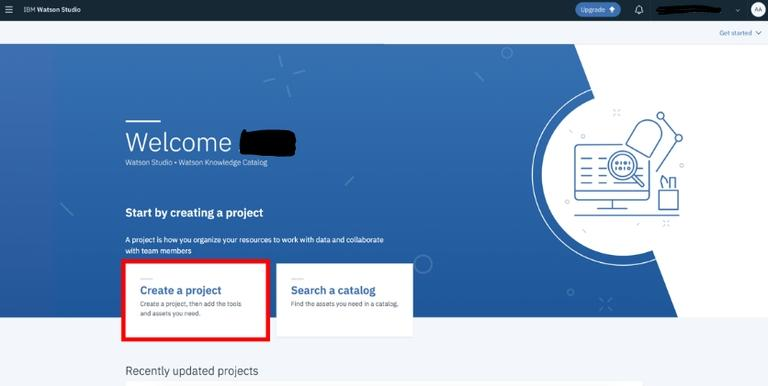 IBM Watson Studio
Upgrade
AA
Get started
Welcome
Watson Studio • Watson Knowledge Catalog
Start by creating a project
A project is how you organize your resources to work with data and collaborate
with team members
Create a project
Create a project, then add the tools
and assets you need.
Search a catalog
Find the assets you need in a catalog.
01011
1010
Recently updated projects